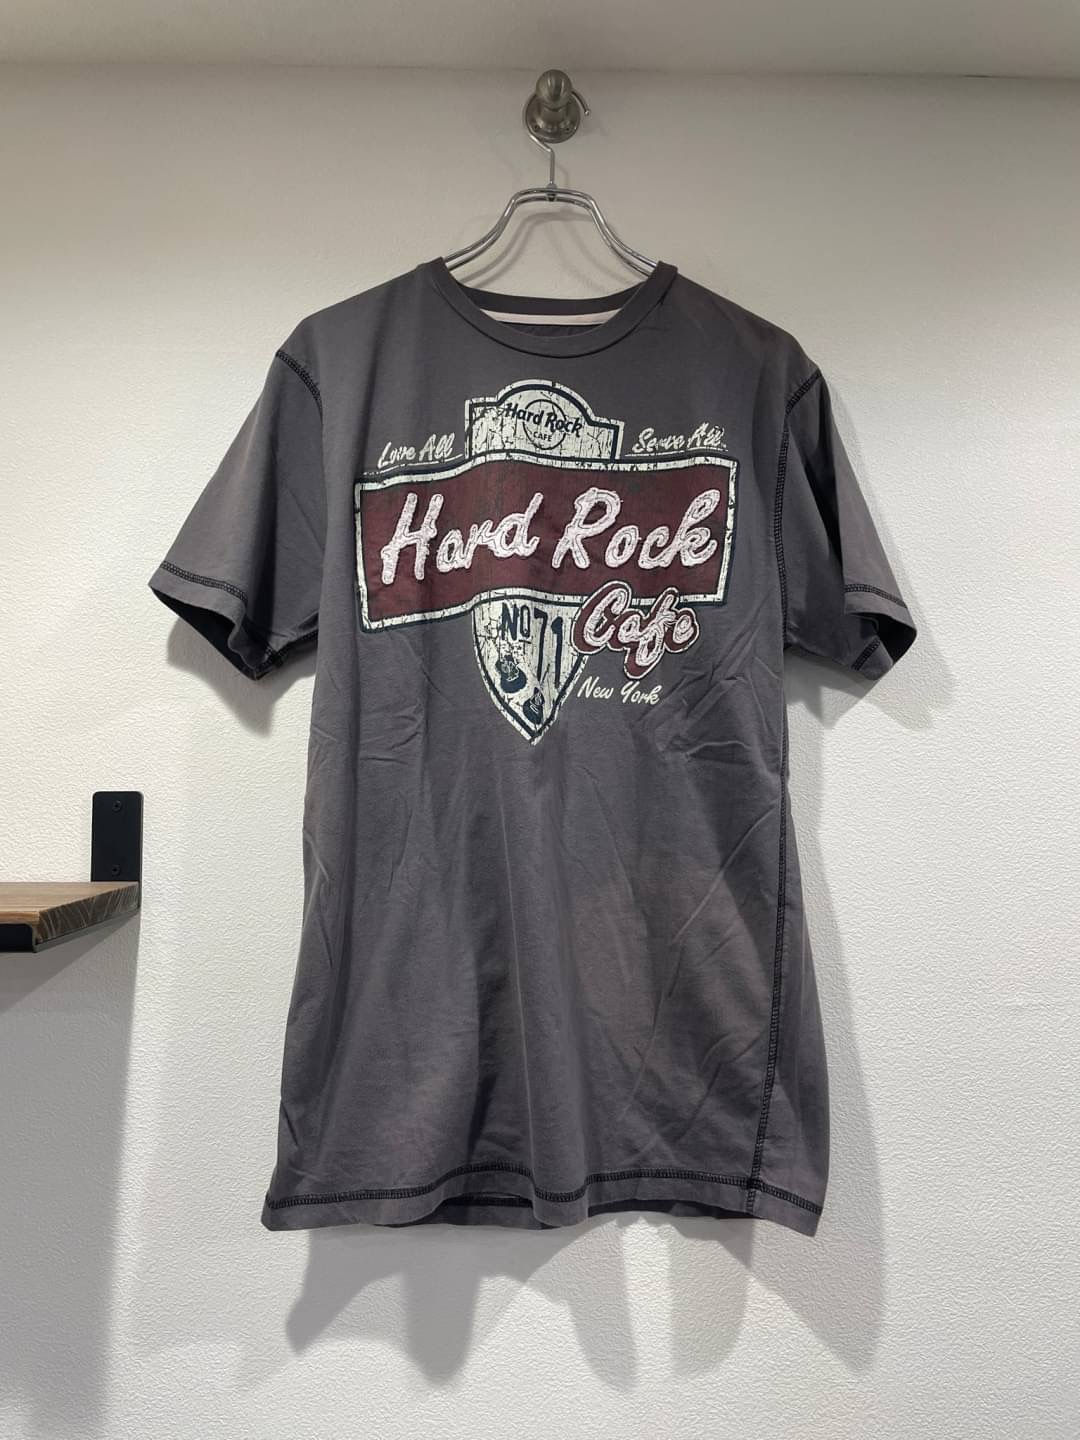 Hard Rock
CAFE
Love All
Serve All
Hard Rock
Cafe
No 71
New York